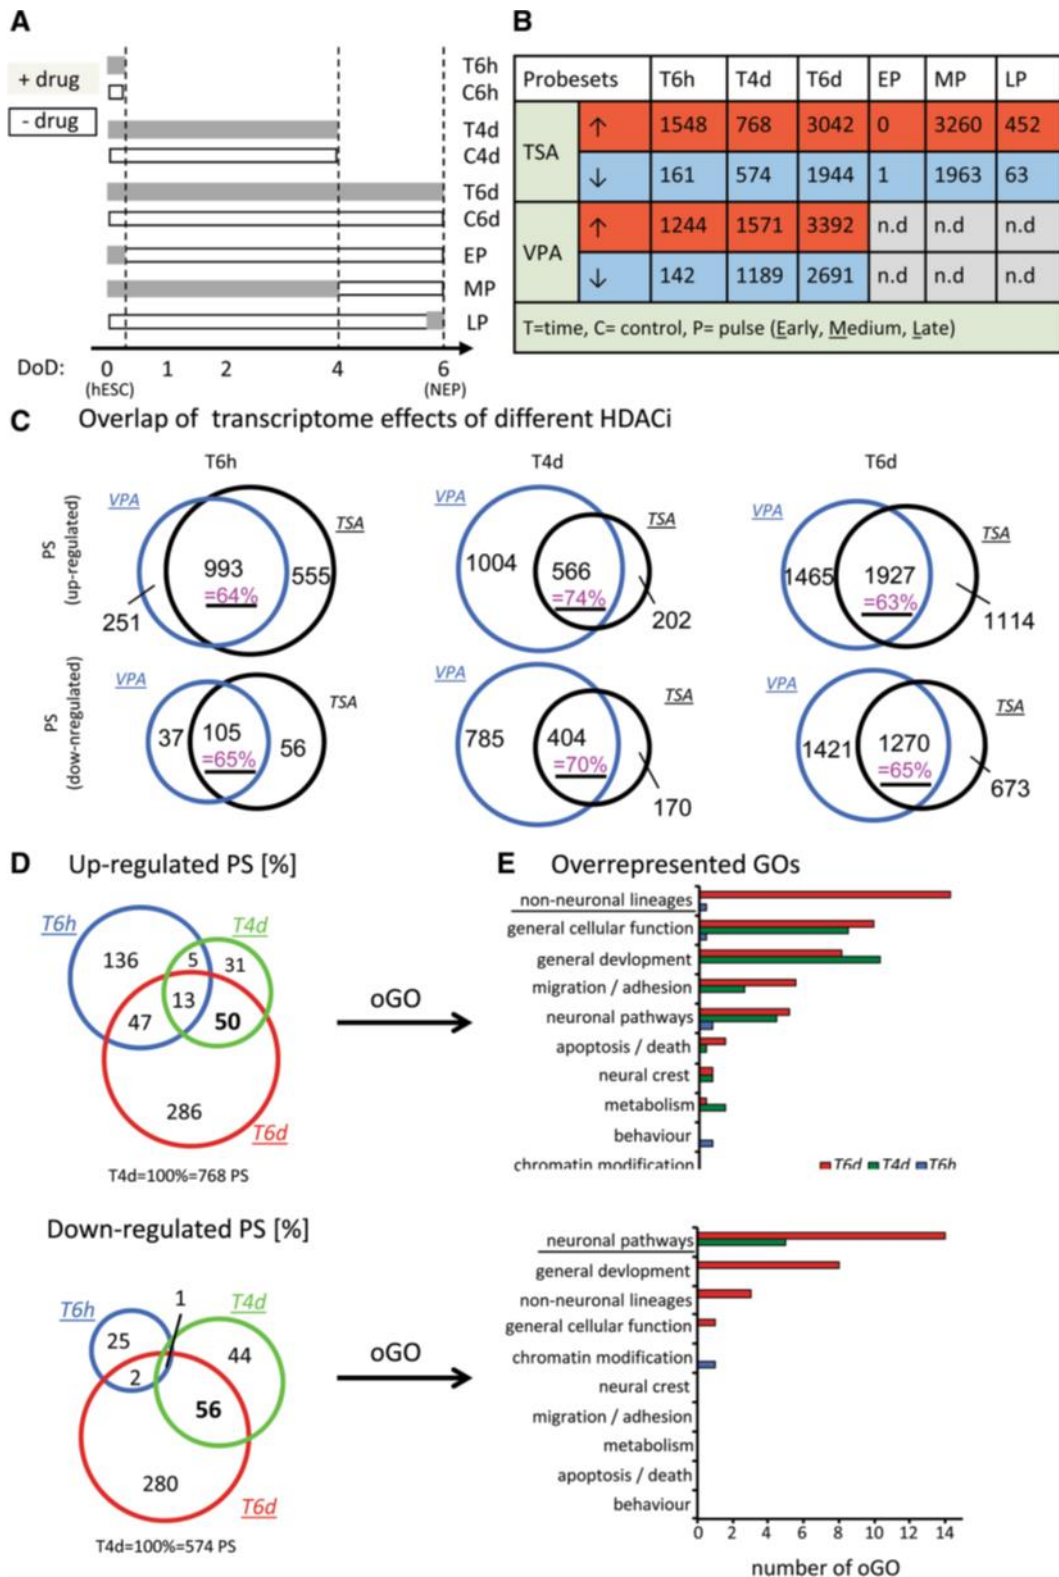 A
+ drug
- drug
T6h
C6h
T4d
C4d
T6d
C6d
EP
MP
LP
DoD: 0 1 2 4 6
(hESC) (NEP)
B
Probesets T6h T4d T6d EP MP LP
TSA ↑ 1548 768 3042 0 3260 452
↓ 161 574 1944 1 1963 63
VPA ↑ 1244 1571 3392 n.d n.d n.d
↓ 142 1189 2691 n.d n.d n.d
T=time, C= control, P= pulse (Early, Medium, Late)
C Overlap of transcriptome effects of different HDACi
T6h T4d T6d
PS
(up-regulated)
VPA TSA
993
=64%
555
251
VPA TSA
1004
566
=74%
202
VPA TSA
1465
1927
=63%
1114
PS
(dow-nregulated)
VPA TSA
37
105
=65%
56
VPA TSA
785
404
=70%
170
VPA TSA
1421
1270
=65%
673
D Up-regulated PS [%]
T6h
T4d
136 5 31
13
47 50
286
T6d
T4d=100%=768 PS
oGO
E Overrepresented GOs
non-neuronal lineages
general cellular function
general devlopment
migration / adhesion
neuronal pathways
apoptosis / death
neural crest
metabolism
behaviour
chromatin modification
T6d T4d T6h
Down-regulated PS [%]
1
T6h
T4d
25 44
2
56
280
T6d
T4d=100%=574 PS
oGO
neuronal pathways
general devlopment
non-neuronal lineages
general cellular function
chromatin modification
neural crest
migration / adhesion
metabolism
apoptosis / death
behaviour
0 2 4 6 8 10 12 14
number of oGO